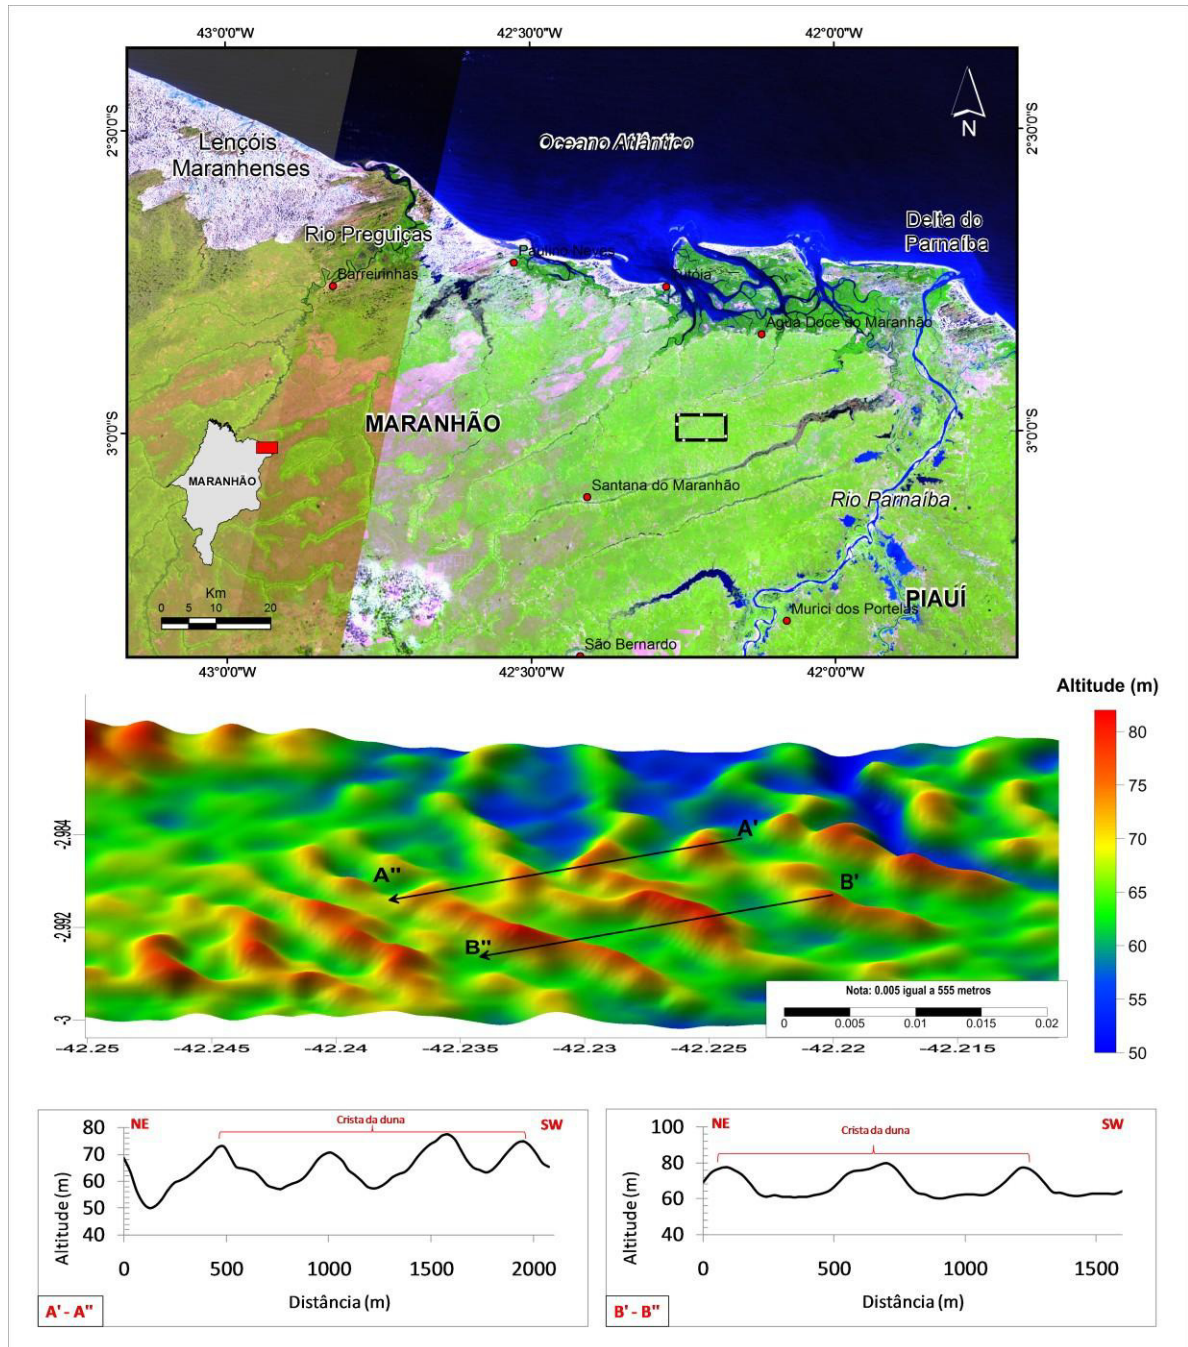 43°0'0"W
42°30'0"W
42°0'0"W
2°30'0"S
2°30'0"S
Lençóis
Maranhenses
Oceano Atlântico
N
Delta do
Parnaíba
Rio Preguiças
Paulino Neves
Barreirinhas
Tutóia
Água Doce do Maranhão
3°0'0"S
MARANHÃO
3°0'0"S
MARANHÃO
Santana do Maranhão
Rio Parnaíba
Km
0 5 10 20
PIAUÍ
Murici dos Portelas
São Bernardo
43°0'0"W
42°30'0"W
42°0'0"W
Altitude (m)
80
75
70
65
60
55
50
-2.984
-2.992
-3
A'
A"
B'
B"
Nota: 0.005 igual a 555 metros
0 0.005 0.01 0.015 0.02
-42.25 -42.245 -42.24 -42.235 -42.23 -42.225 -42.22 -42.215
NE
Crista da duna
SW
Altitude (m)
80
70
60
50
40
0 500 1000 1500 2000
Distância (m)
A' - A"
NE
Crista da duna
SW
Altitude (m)
100
80
60
40
0 500 1000 1500
Distância (m)
B' - B"